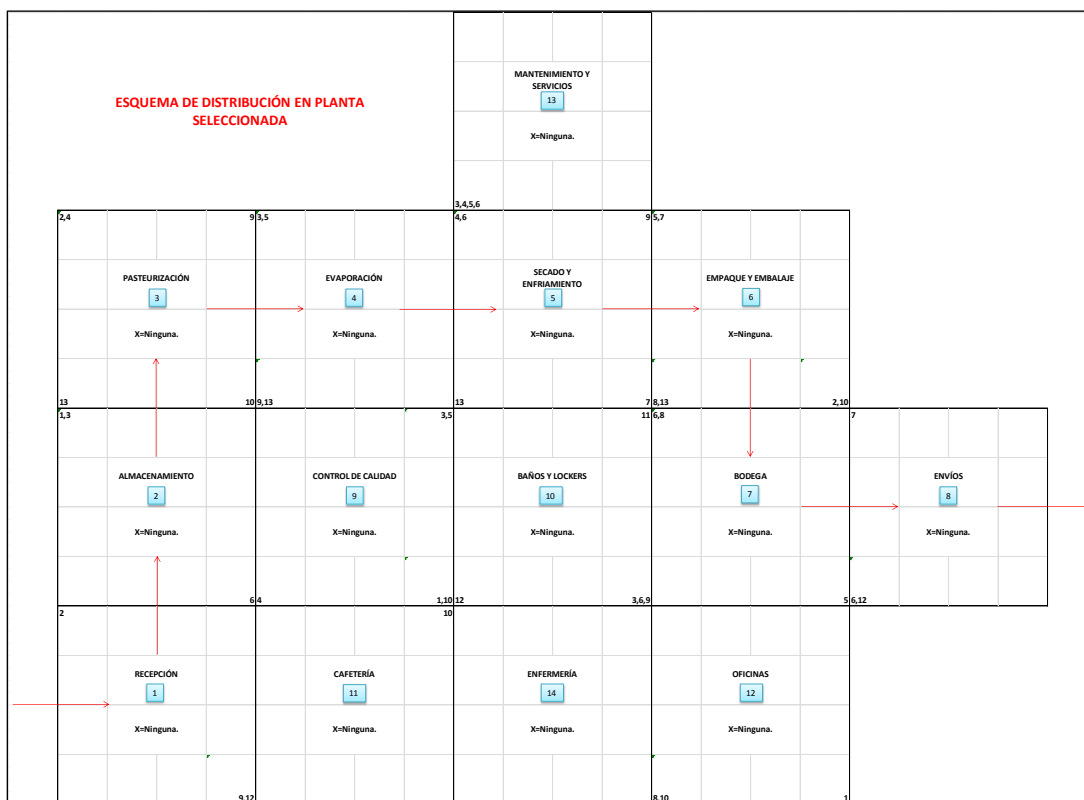 MANTENIMIENTO Y
SERVICIOS
13
X=Ninguna.
ESQUEMA DE DISTRIBUCIÓN EN PLANTA
SELECCIONADA
3,4,5,6
2,4 9 3,5 4,6 9 5,7
PASTEURIZACIÓN
3
X=Ninguna.
EVAPORACIÓN
4
X=Ninguna.
SECADO Y
ENFRIAMIENTO
5
X=Ninguna.
EMPAQUE Y EMBALAJE
6
X=Ninguna.
13 10 9,13 13 7 8,13 2,10
1,3 3,5 11 6,8 7
ALMACENAMIENTO
2
X=Ninguna.
CONTROL DE CALIDAD
9
X=Ninguna.
BAÑOS Y LOCKERS
10
X=Ninguna.
BODEGA
7
X=Ninguna.
ENVÍOS
8
X=Ninguna.
6 4 1,10 12 3,6,9 5 6,12
2 10
RECEPCIÓN
1
X=Ninguna.
CAFETERÍA
11
X=Ninguna.
ENFERMERÍA
14
X=Ninguna.
OFICINAS
12
X=Ninguna.
9,12 8,10 1